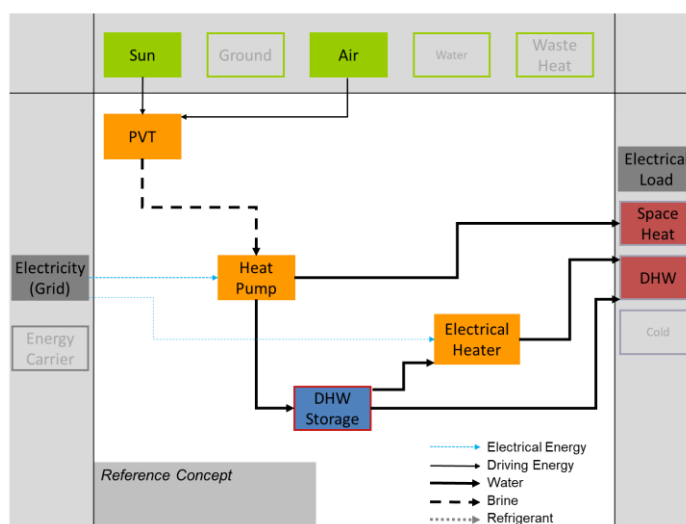 Sun
Ground
Air
Water
Waste
Heat
PVT
Electrical
Load
Space
Heat
Electricity
(Grid)
Heat
Pump
DHW
Energy
Carrier
Electrical
Heater
Cold
DHW
Storage
Electrical Energy
Driving Energy
Water
Brine
Refrigerant
Reference Concept